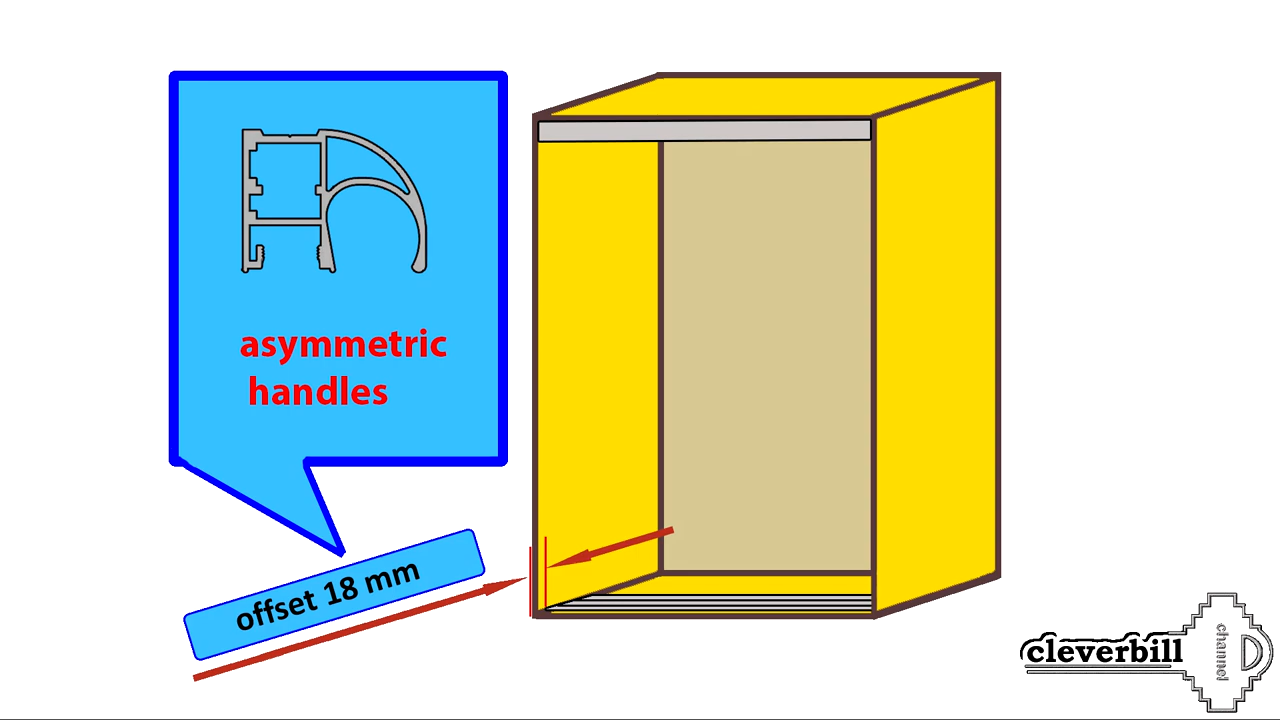 asymmetric
handles
offset 18 mm
cleverbill
channel